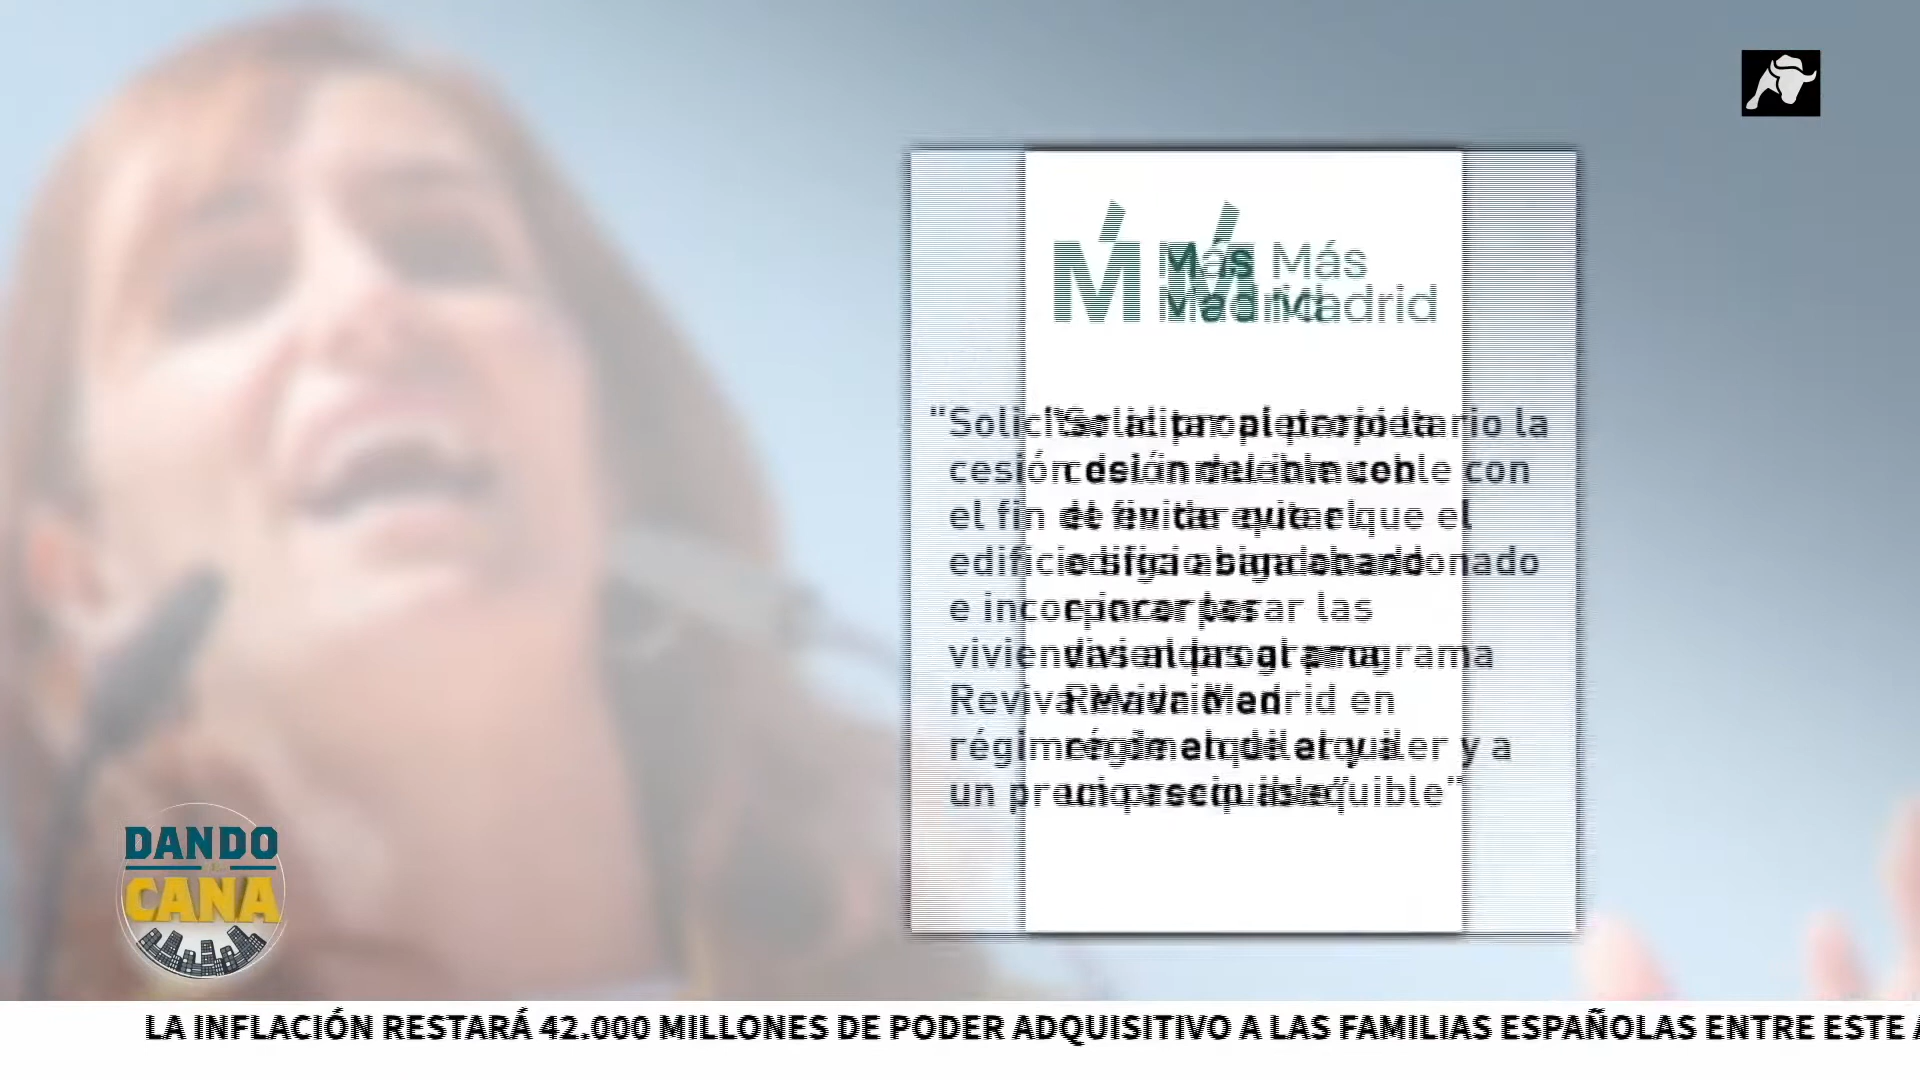 Más
Madrid
"Solicitar al propietario la
cesión del inmueble con
el fin de evitar que el
edificio siga abandonado
e incorporar las
viviendas al programa
Reviva Madrid en
régimen de alquiler y a
un precio asequible"
DANDO
CANA
LA INFLACIÓN RESTARÁ 42.000 MILLONES DE PODER ADQUISITIVO A LAS FAMILIAS ESPAÑOLAS ENTRE ESTE A